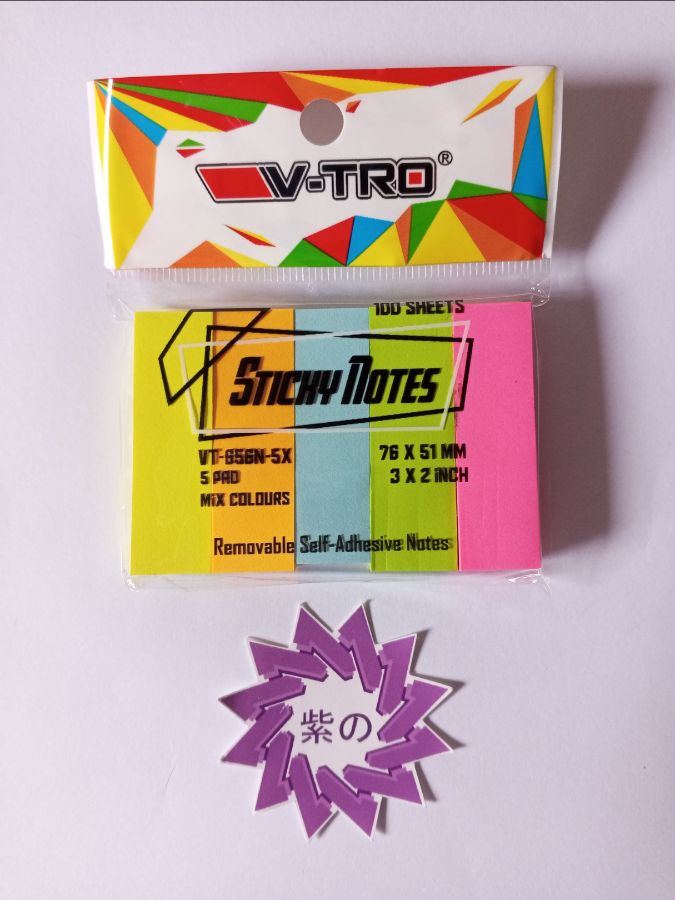 V-TRO®
100 SHEETS
STICKY NOTES
VT-656N-5X
5 PAD
MIX COLOURS
76 X 51 MM
3 X 2 INCH
Removable Self-Adhesive Notes
紫の